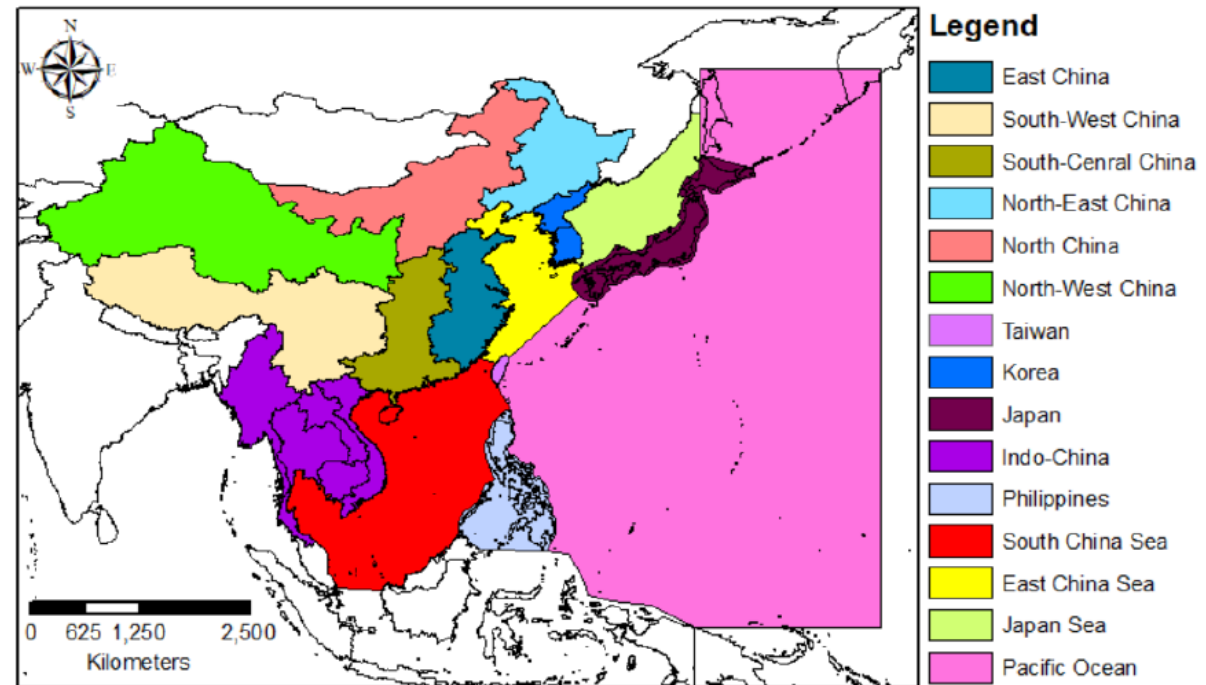 N
W E
S
Legend
East China
South-West China
South-Cenral China
North-East China
North China
North-West China
Taiwan
Korea
Japan
Indo-China
Philippines
South China Sea
East China Sea
Japan Sea
Pacific Ocean
0 625 1,250 2,500
Kilometers